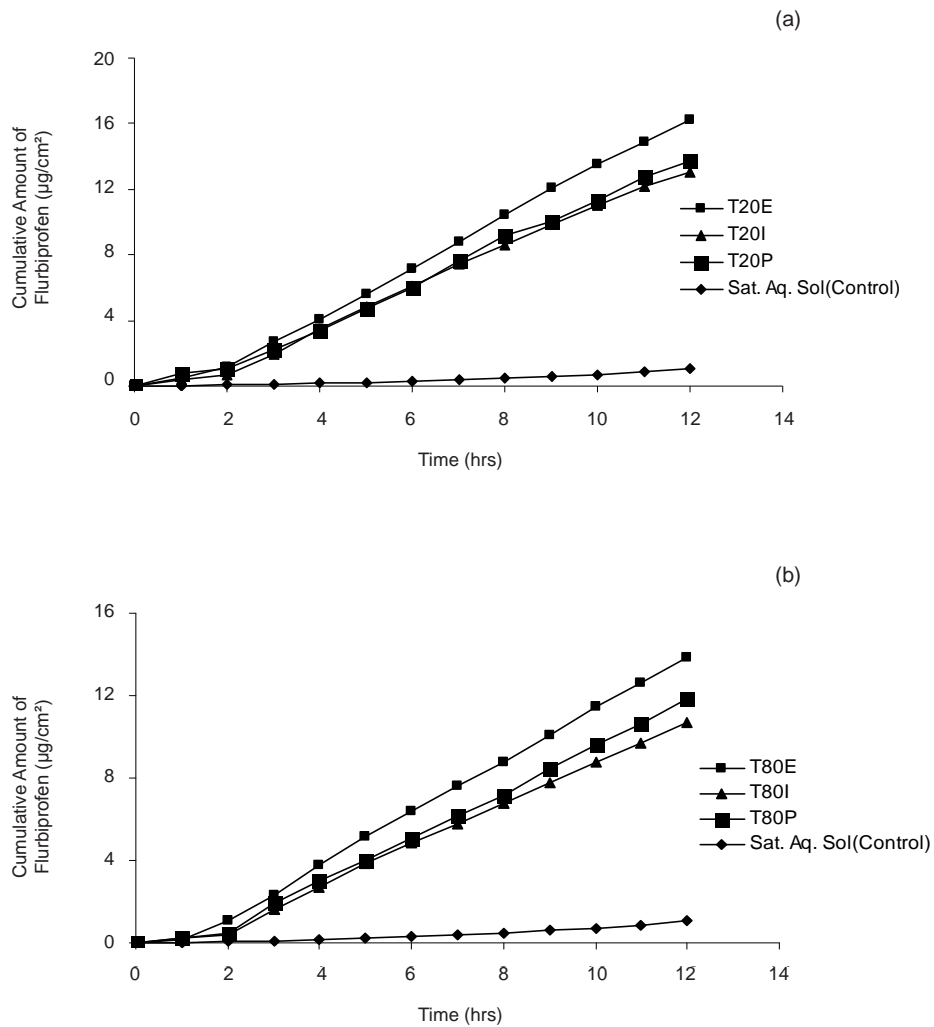 (a)
Cumulative Amount of
Flurbiprofen (µg/cm²)
20
16
12
8
4
0
0 2 4 6 8 10 12 14
Time (hrs)
T20E
T20I
T20P
Sat. Aq. Sol(Control)
(b)
Cumulative Amount of
Flurbiprofen (µg/cm²)
16
12
8
4
0
0 2 4 6 8 10 12 14
Time (hrs)
T80E
T80I
T80P
Sat. Aq. Sol(Control)